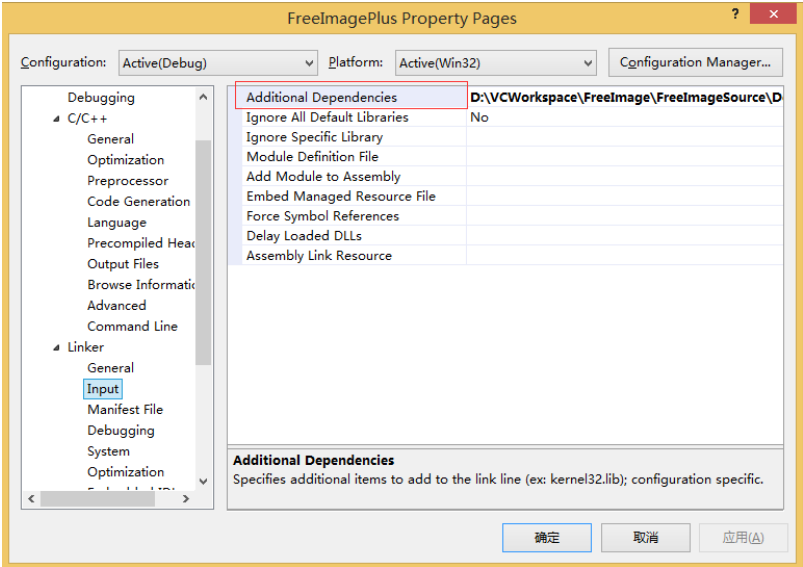 FreeImagePlus Property Pages
? ×
Configuration: Active(Debug) Platform: Active(Win32) Configuration Manager...
Debugging
C/C++
General
Optimization
Preprocessor
Code Generation
Language
Precompiled Head
Output Files
Browse Informatic
Advanced
Command Line
Linker
General
Input
Manifest File
Debugging
System
Optimization
Additional Dependencies D:\VCWorkspace\FreeImage\FreeImageSource\D
Ignore All Default Libraries No
Ignore Specific Library
Module Definition File
Add Module to Assembly
Embed Managed Resource File
Force Symbol References
Delay Loaded DLLs
Assembly Link Resource
Additional Dependencies
Specifies additional items to add to the link line (ex: kernel32.lib); configuration specific.
确定 取消 应用(A)